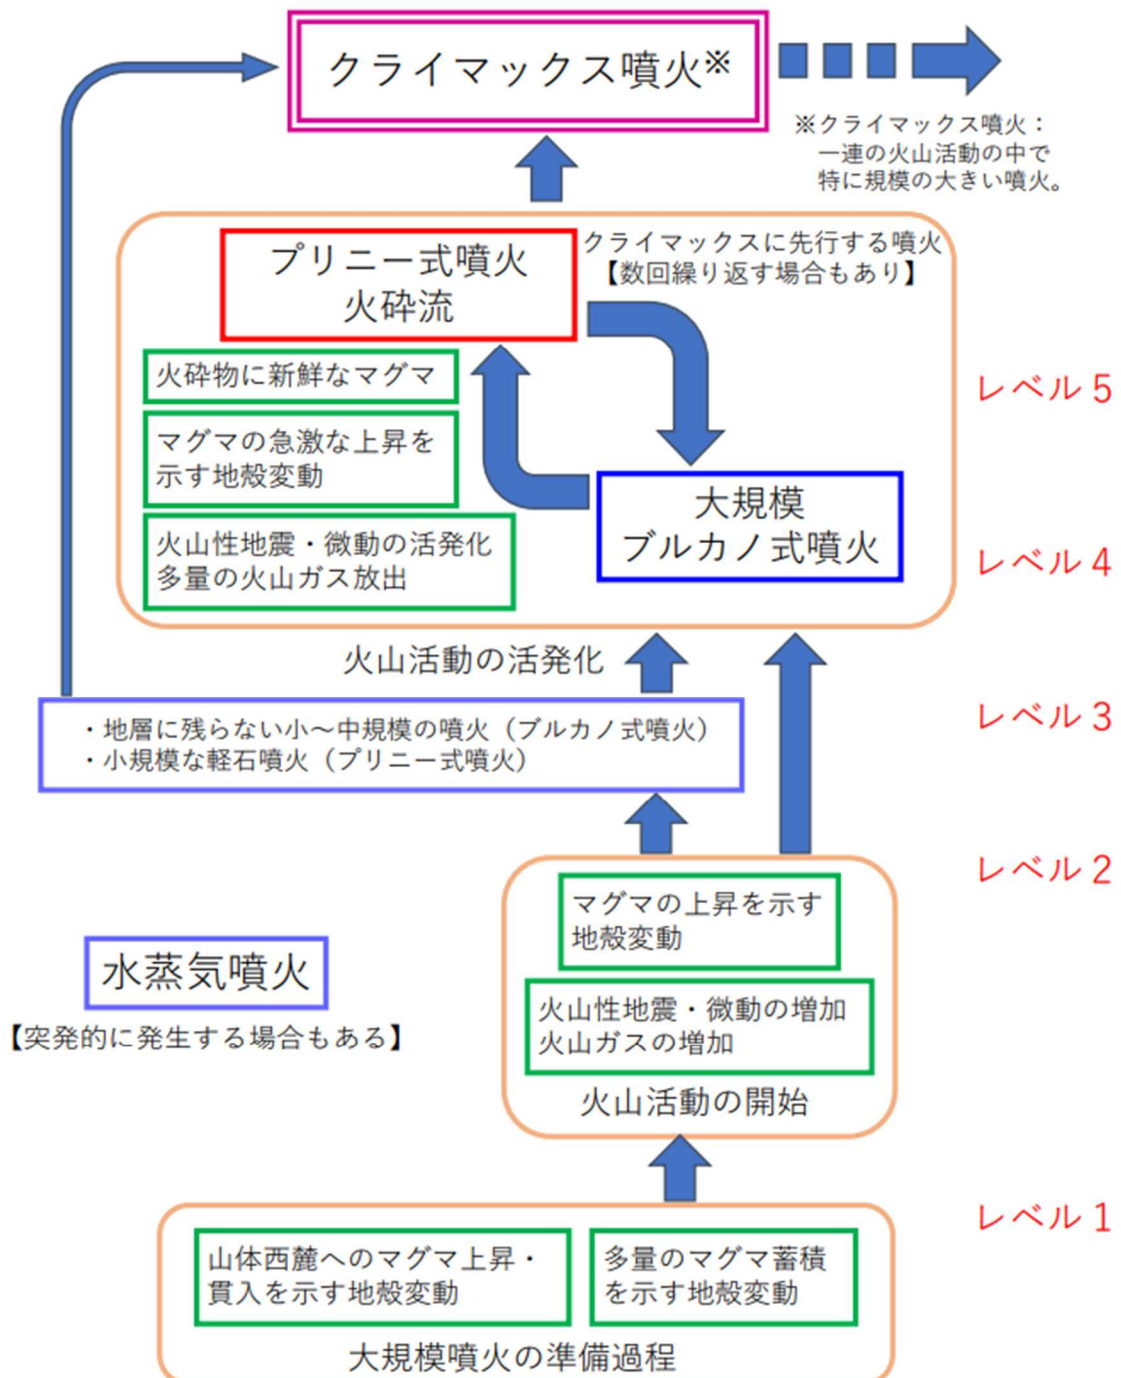 クライマックス噴火※
※クライマックス噴火：
一連の火山活動の中で
特に規模の大きい噴火。
プリニー式噴火
火砕流
クライマックスに先行する噴火
【数回繰り返す場合もあり】
火砕物に新鮮なマグマ
マグマの急激な上昇を
示す地殻変動
火山性地震・微動の活発化
多量の火山ガス放出
大規模
ブルカノ式噴火
レベル５
レベル４
火山活動の活発化
・地層に残らない小～中規模の噴火（ブルカノ式噴火）
・小規模な軽石噴火（プリニー式噴火）
レベル３
レベル２
マグマの上昇を示す
地殻変動
火山性地震・微動の増加
火山ガスの増加
火山活動の開始
水蒸気噴火
【突発的に発生する場合もある】
レベル１
山体西麓へのマグマ上昇・
貫入を示す地殻変動
多量のマグマ蓄積
を示す地殻変動
大規模噴火の準備過程